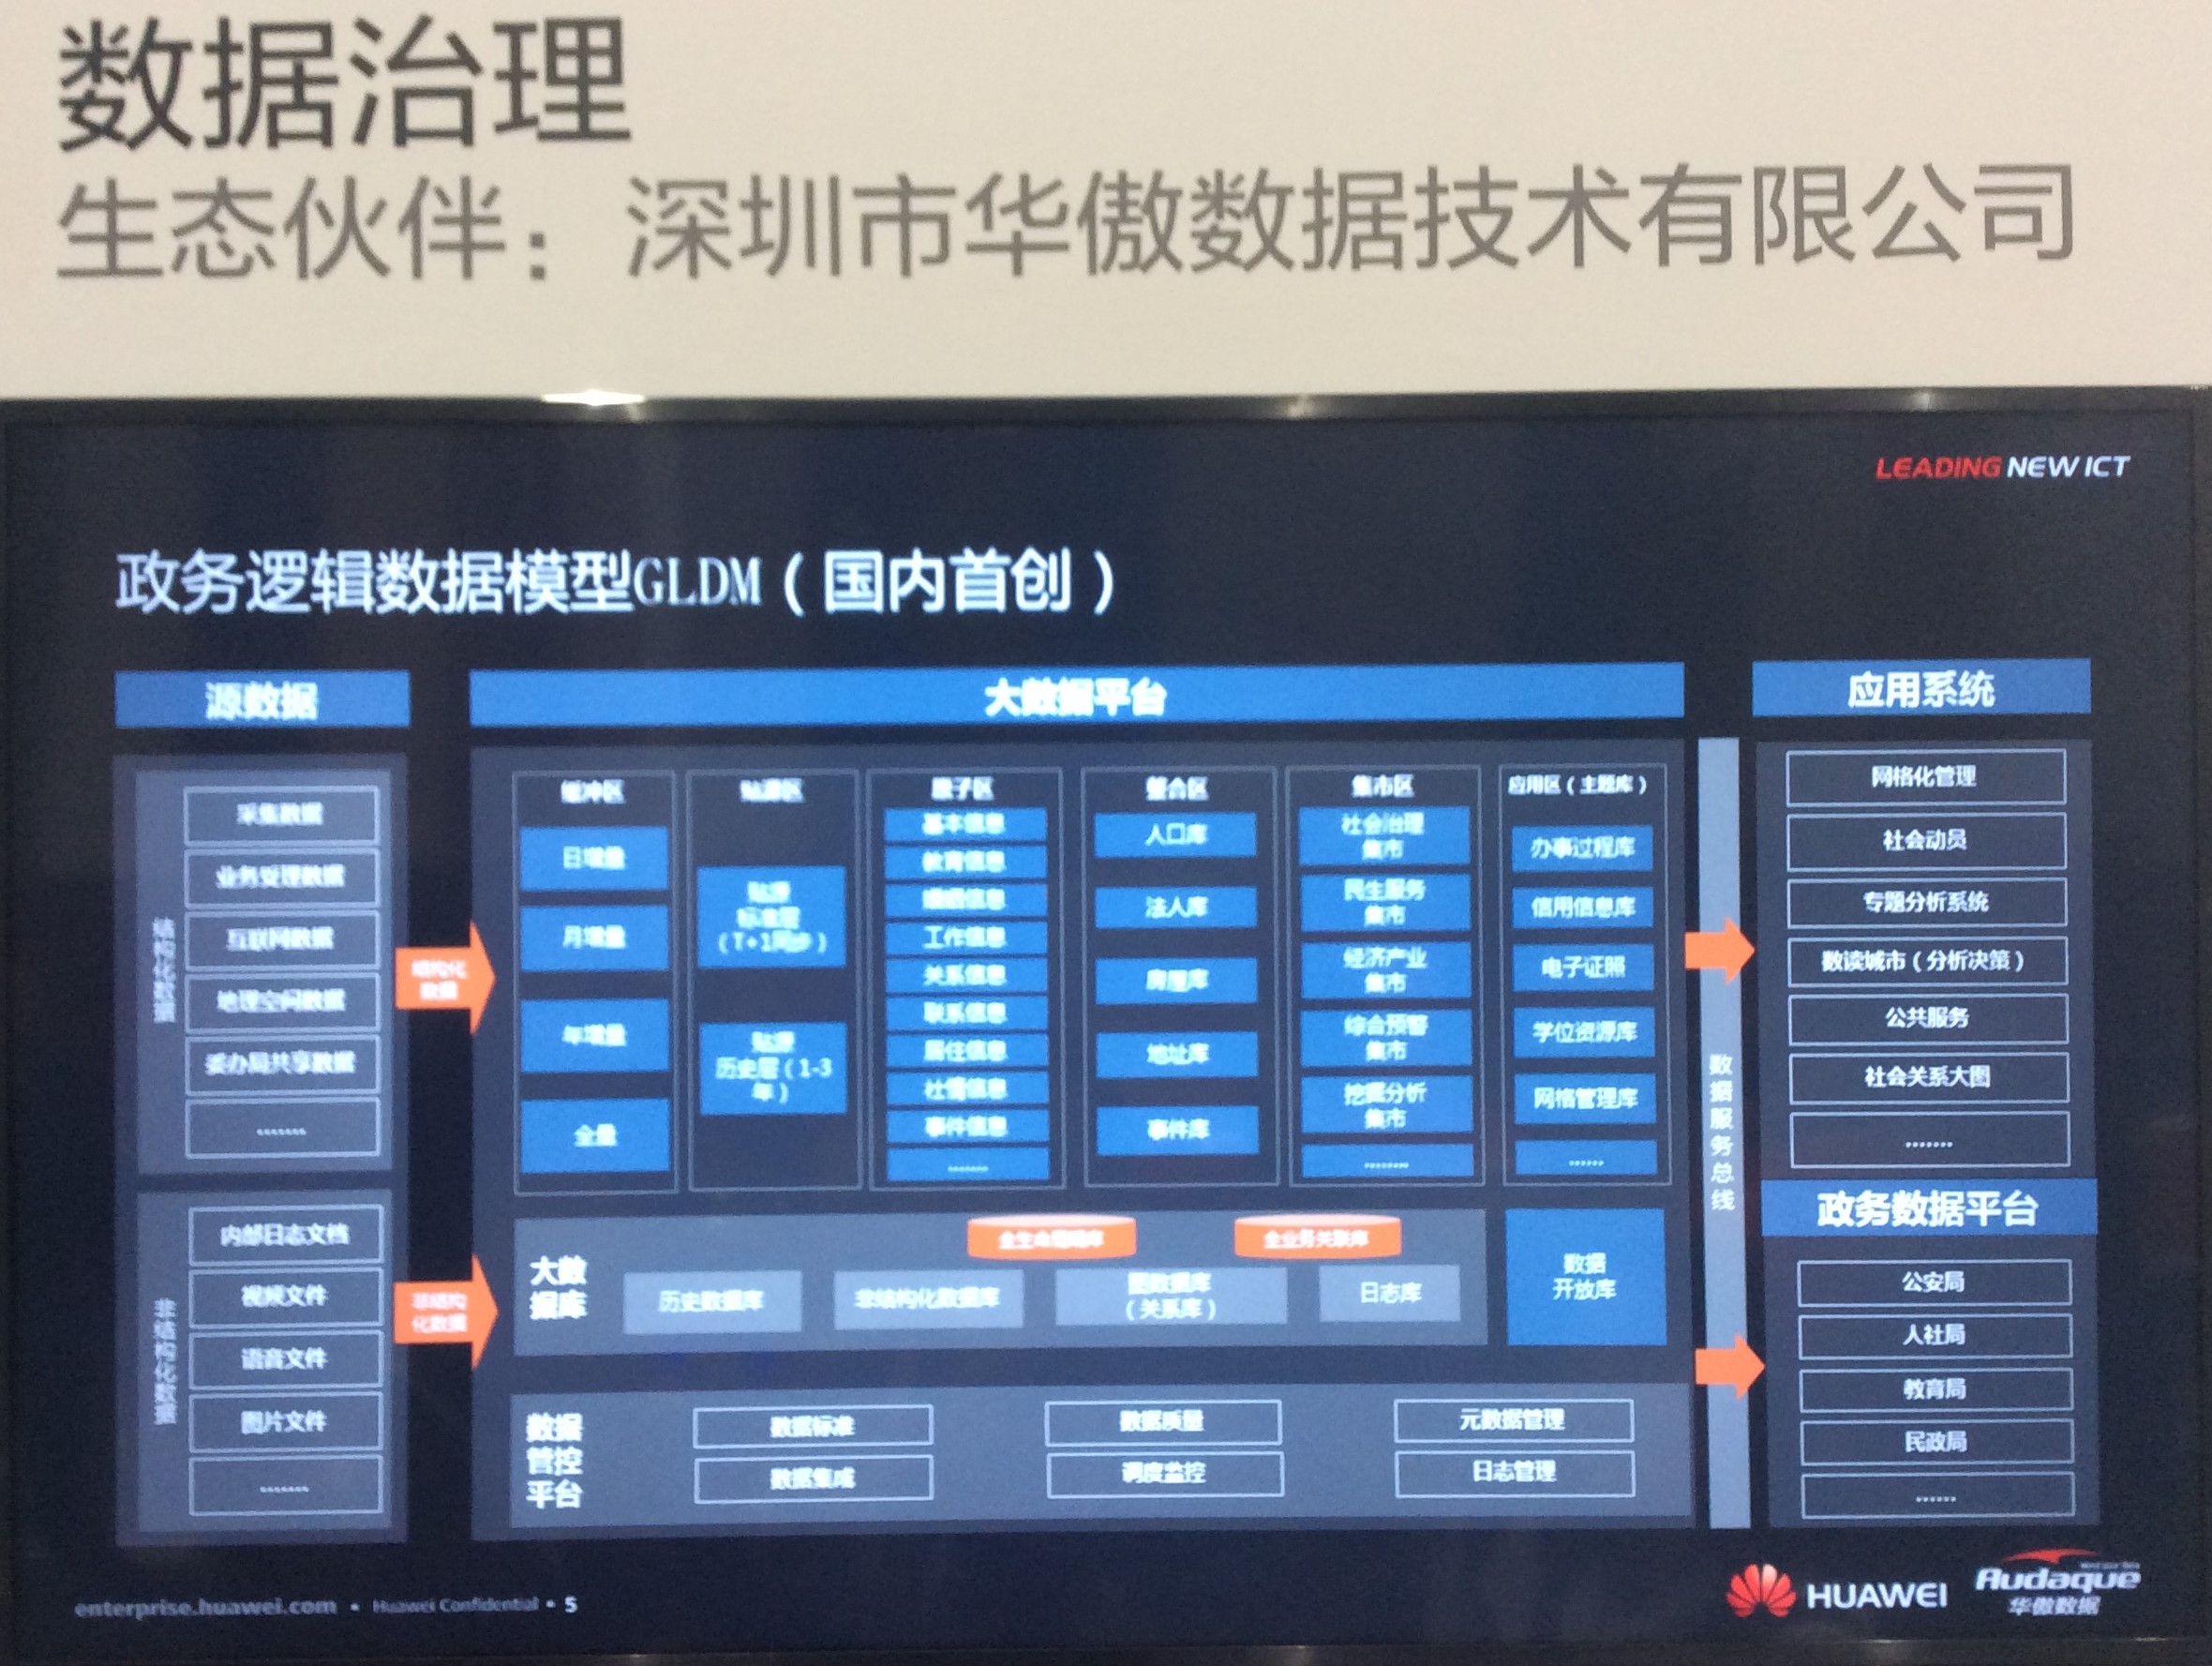 数据治理
生态伙伴：深圳市华傲数据技术有限公司
LEADING NEW ICT
政务逻辑数据模型GLDM（国内首创）
源数据
大数据平台
应用系统
结构化数据
采集数据
业务受理数据
互联网数据
地理空间数据
委办局共享数据
.......
非结构化数据
内部日志文档
视频文件
语音文件
图片文件
.......
结构化
数据
非结构
化数据
缓冲区
日增量
月增量
年增量
全量
贴源区
贴源
标准层
（T+1同步）
贴源
历史层（1-3
年）
原子区
基本信息
教育信息
婚姻信息
工作信息
关系信息
联系信息
居住信息
社情信息
事件信息
.......
整合区
人口库
法人库
房屋库
地址库
事件库
集市区
社会治理
集市
民生服务
集市
经济产业
集市
综合预警
集市
挖掘分析
集市
........
应用区（主题库）
办事过程库
信用信息库
电子证照
学位资源库
网格管理库
......
大数
据库
全生命周期库
全业务关联库
历史数据库
非结构化数据库
图数据库
（关系库）
日志库
数据
开放库
数据
管控
平台
数据标准
数据质量
元数据管理
数据集成
调度监控
日志管理
数据服务总线
网格化管理
社会动员
专题分析系统
数读城市（分析决策）
公共服务
社会关系大图
.......
政务数据平台
公安局
人社局
教育局
民政局
......
enterprise.huawei.com • Huawei Confidential • 5
HUAWEI
Audaque
华傲数据